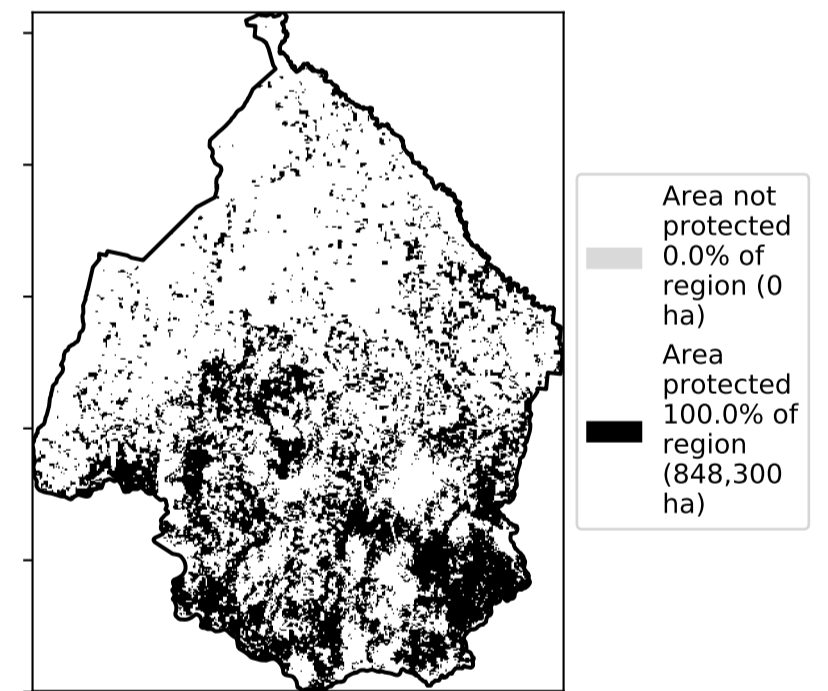 Area not
protected
0.0% of
region (0
ha)
Area
protected
100.0% of
region
(848,300
ha)